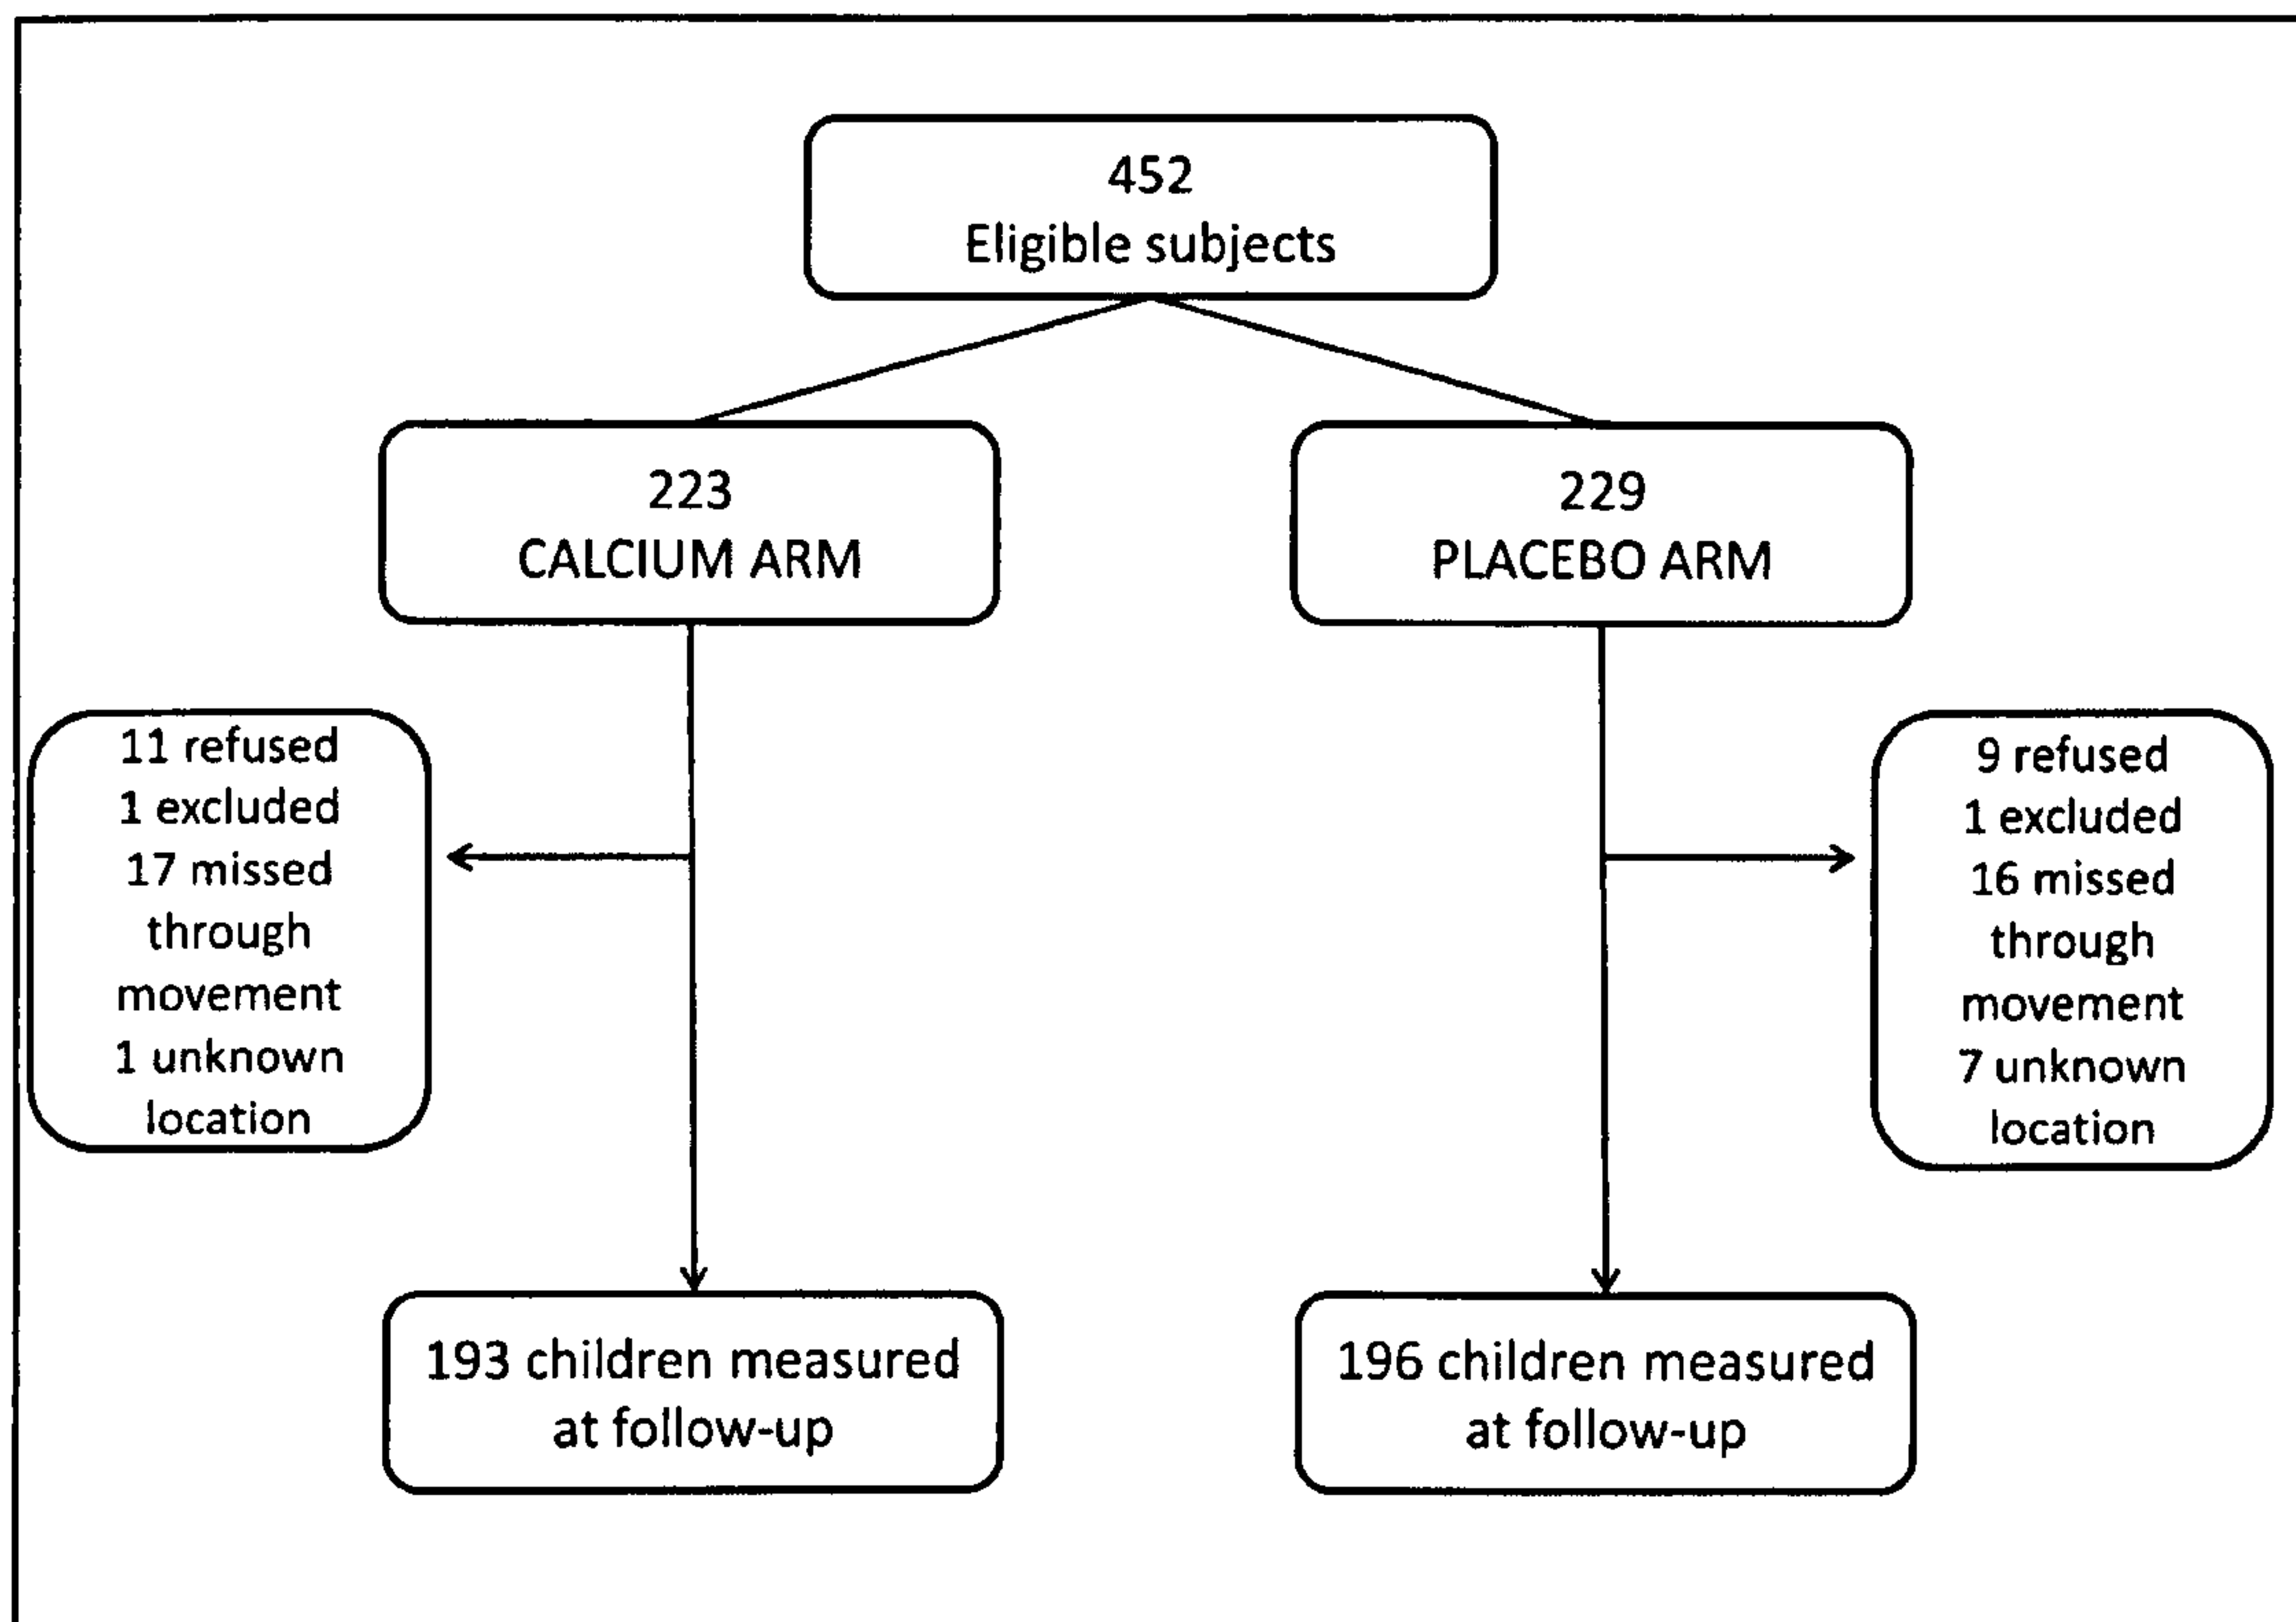 452
Eligible subjects
223
CALCIUM ARM
229
PLACEBO ARM
11 refused
1 excluded
17 missed
through
movement
1 unknown
location
9 refused
1 excluded
16 missed
through
movement
7 unknown
location
193 children measured
at follow-up
196 children measured
at follow-up